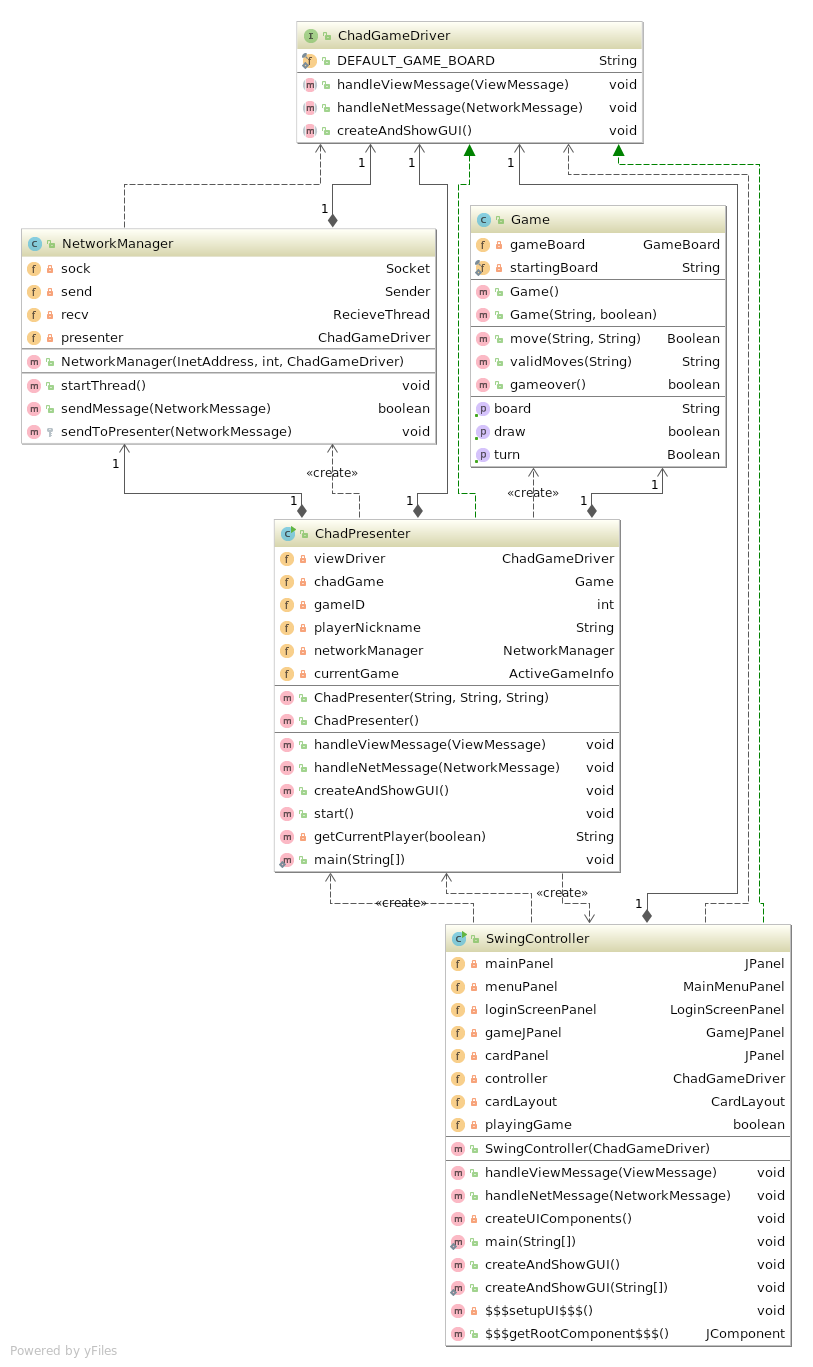 ChadGameDriver
DEFAULT_GAME_BOARD String
handleViewMessage(ViewMessage) void
handleNetMessage(NetworkMessage) void
createAndShowGUI() void
1 1 1
1
Game
gameBoard GameBoard
startingBoard String
Game()
Game(String, boolean)
move(String, String) Boolean
validMoves(String) String
gameover() boolean
board String
draw boolean
turn Boolean
NetworkManager
sock Socket
send Sender
recv RecieveThread
presenter ChadGameDriver
NetworkManager(InetAddress, int, ChadGameDriver)
startThread() void
sendMessage(NetworkMessage) boolean
sendToPresenter(NetworkMessage) void
1 «create» «create» 1
1 1 1
ChadPresenter
viewDriver ChadGameDriver
chadGame Game
gameID int
playerNickname String
networkManager NetworkManager
currentGame ActiveGameInfo
ChadPresenter(String, String, String)
ChadPresenter()
handleViewMessage(ViewMessage) void
handleNetMessage(NetworkMessage) void
createAndShowGUI() void
start() void
getCurrentPlayer(boolean) String
main(String[]) void
«create» «create» 1
SwingController
mainPanel JPanel
menuPanel MainMenuPanel
loginScreenPanel LoginScreenPanel
gameJPanel GameJPanel
cardPanel JPanel
controller ChadGameDriver
cardLayout CardLayout
playingGame boolean
SwingController(ChadGameDriver)
handleViewMessage(ViewMessage) void
handleNetMessage(NetworkMessage) void
createUIComponents() void
main(String[]) void
createAndShowGUI() void
createAndShowGUI(String[]) void
$$$setupUI$$$() void
$$$getRootComponent$$$() JComponent
Powered by yFiles